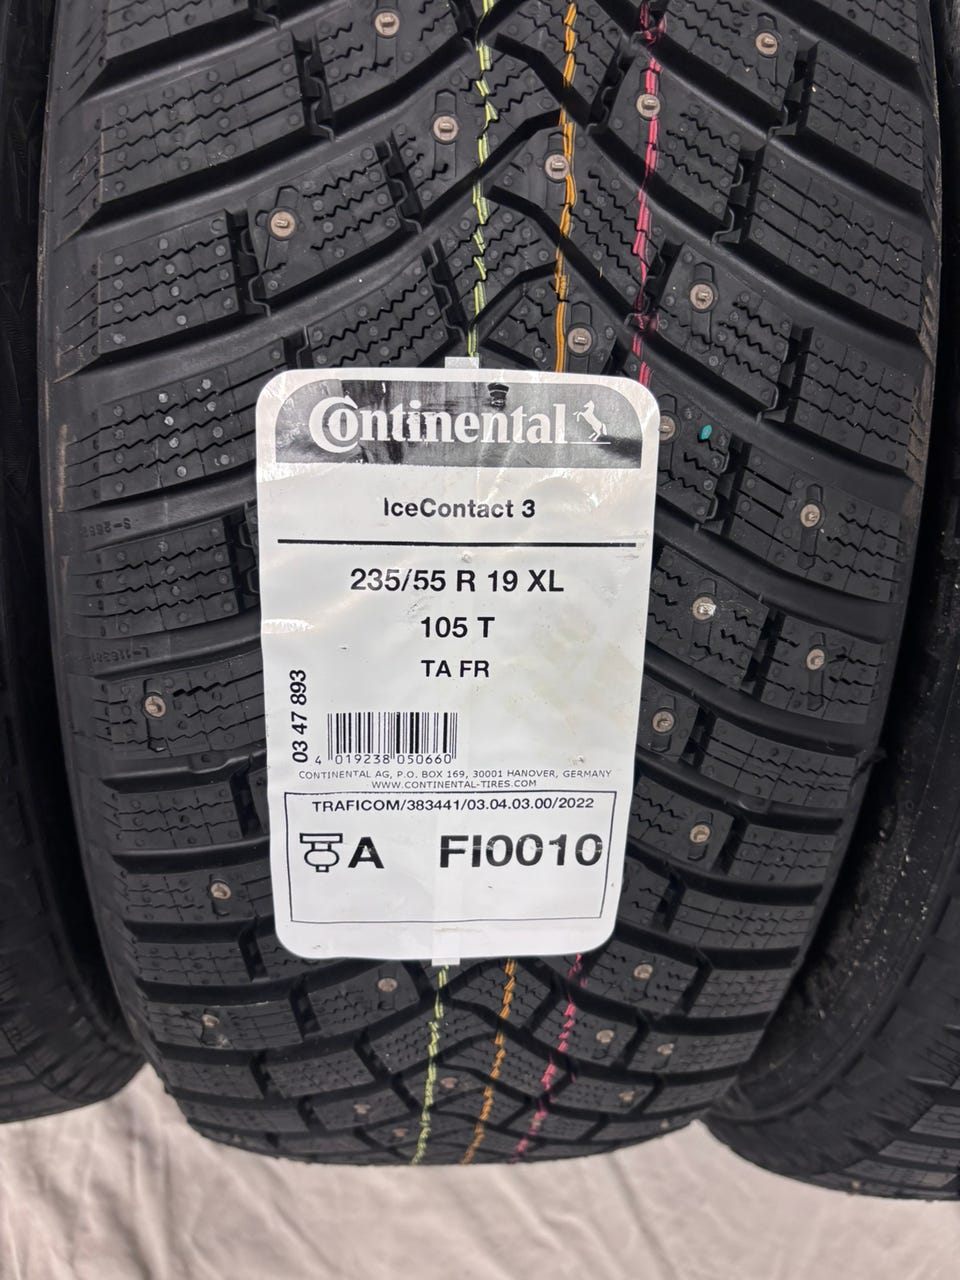 Continental
IceContact 3
235/55 R 19 XL
105 T
TA FR
03 47 893
4 019238 050660
CONTINENTAL AG, P.O. BOX 169, 30001 HANOVER, GERMANY
WWW.CONTINENTAL-TIRES.COM
TRAFICOM/383441/03.04.03.00/2022
A FI0010